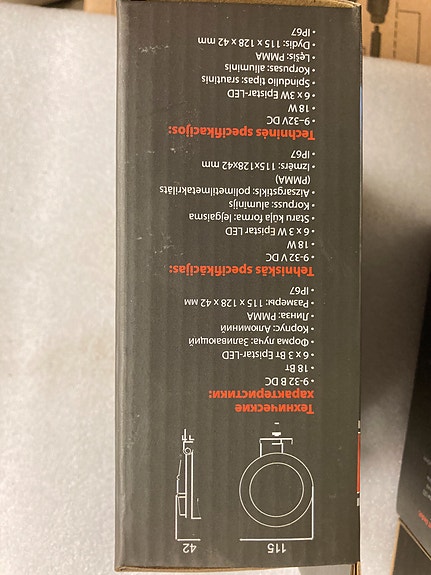 115
42
Технические
характеристики:
• 9-32 В DC
• 18 Вт
• 6 x 3 Вт Epistar-LED
• Форма луча: Заливающий
• Корпус: Алюминий
• Линза: PMMA
• Размеры: 115 x 128 x 42 мм
• IP67
Tehniskās specifikācijas:
• 9-32 V DC
• 18 W
• 6 x 3 W Epistar LED
• Staru kūļa forma: lejgaisma
• Korpuss: alumīnijs
• Aizsargstikls: polimetilmetakrilāts
(PMMA)
• Izmērs: 115x128x42 mm
• IP67
Techninės specifikacijos:
• 9–32V DC
• 18 W
• 6 x 3W Epistar-LED
• Spindulio tipas: srautinis
• Korpusas: aliuminis
• Lęšis: PMMA
• Dydis: 115 x 128 x 42 mm
• IP67